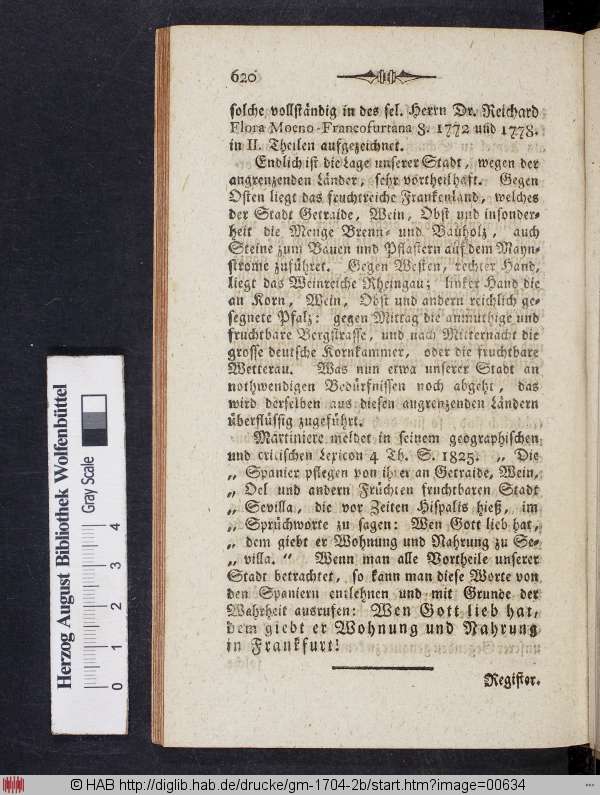 620
solche vollständig in des sel. Herrn Dr. Reichard
Flora Moeno-Francofurtana 8. 1772 und 1778.
in II. Theilen aufgezeichnet.
Endlich ist die Lage unserer Stadt, wegen der
angrenzenden Länder, sehr vortheilhaft. Gegen
Osten liegt das fruchtreiche Frankenland, welches
der Stadt Getraide, Wein, Obst und insonder-
heit die Menge Brenn- und Bauholz, auch
Steine zum Bauen und Pflastern auf dem Mayn-
strome zuführet. Gegen Westen, rechter Hand,
liegt das Weinreiche Rheingau; linker Hand die
an Korn, Wein, Obst und andern reichlich ge-
segnete Pfalz: gegen Mittag die anmuthige und
fruchtbare Bergstrasse, und nach Mitternacht die
grosse deutsche Kornkammer, oder die fruchtbare
Wetterau. Was nun etwa unserer Stadt an
nothwendigen Bedürfnissen noch abgeht, das
wird derselben aus diesen angrenzenden Ländern
überflüssig zugeführt.
Martiniere meldet in seinem geographischen
und critischen Lexicon 4 Th. S. 1825. „ Die
„ Spanier pflegen von ihrer an Getraide, Wein,
„ Oel und andern Früchten fruchtbaren Stadt
„ Sevilla, die vor Zeiten Hispalis hieß, im
„ Sprüchworte zu sagen: Wen Gott lieb hat,
„ dem giebt er Wohnung und Nahrung zu Se-
„ villa. “ Wenn man alle Vortheile unserer
Stadt betrachtet, so kann man diese Worte von
den Spaniern entlehnen und mit Grunde der
Wahrheit ausrufen: Wen Gott lieb hat,
dem giebt er Wohnung und Nahrung
in Frankfurt!
Register.
Herzog August Bibliothek Wolfenbüttel
Gray Scale
0 1 2 3 4
© HAB http://diglib.hab.de/drucke/gm-1704-2b/start.htm?image=00634